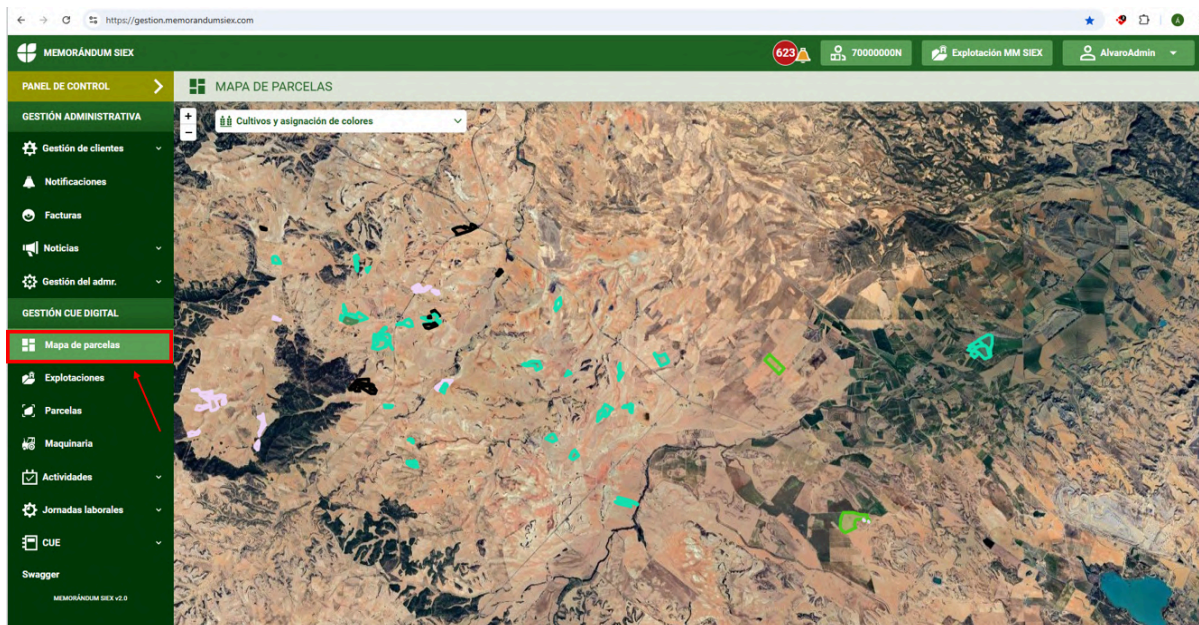 https://gestion.memorandumsiex.com
A
MEMORÁNDUM SIEX
623
70000000N
Explotación MM SIEX
AlvaroAdmin
PANEL DE CONTROL
MAPA DE PARCELAS
GESTIÓN ADMINISTRATIVA
+
Cultivos y asignación de colores
−
Gestión de clientes
Notificaciones
Facturas
Noticias
Gestión del admr.
GESTIÓN CUE DIGITAL
Mapa de parcelas
Explotaciones
Parcelas
Maquinaria
Actividades
Jornadas laborales
CUE
Swagger
MEMORÁNDUM SIEX v2.0